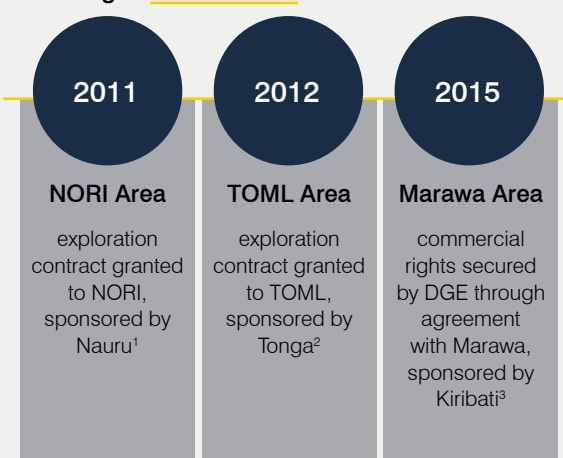 2011
NORI Area
exploration
contract granted
to NORI,
sponsored by
Nauru¹
2012
TOML Area
exploration
contract granted
to TOML,
sponsored by
Tonga²
2015
Marawa Area
commercial
rights secured
by DGE through
agreement
with Marawa,
sponsored by
Kiribati³